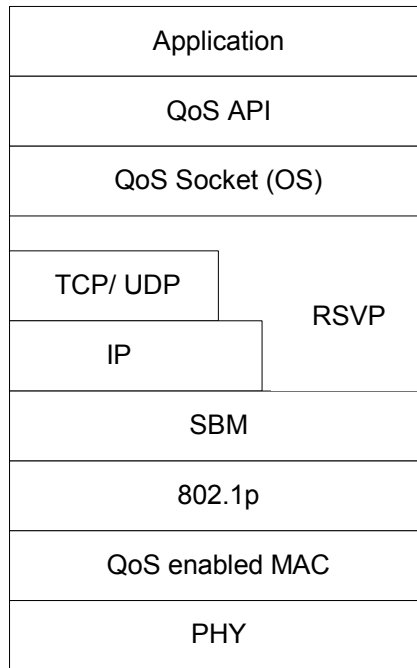 Application
QoS API
QoS Socket (OS)
TCP/ UDP
RSVP
IP
SBM
802.1p
QoS enabled MAC
PHY